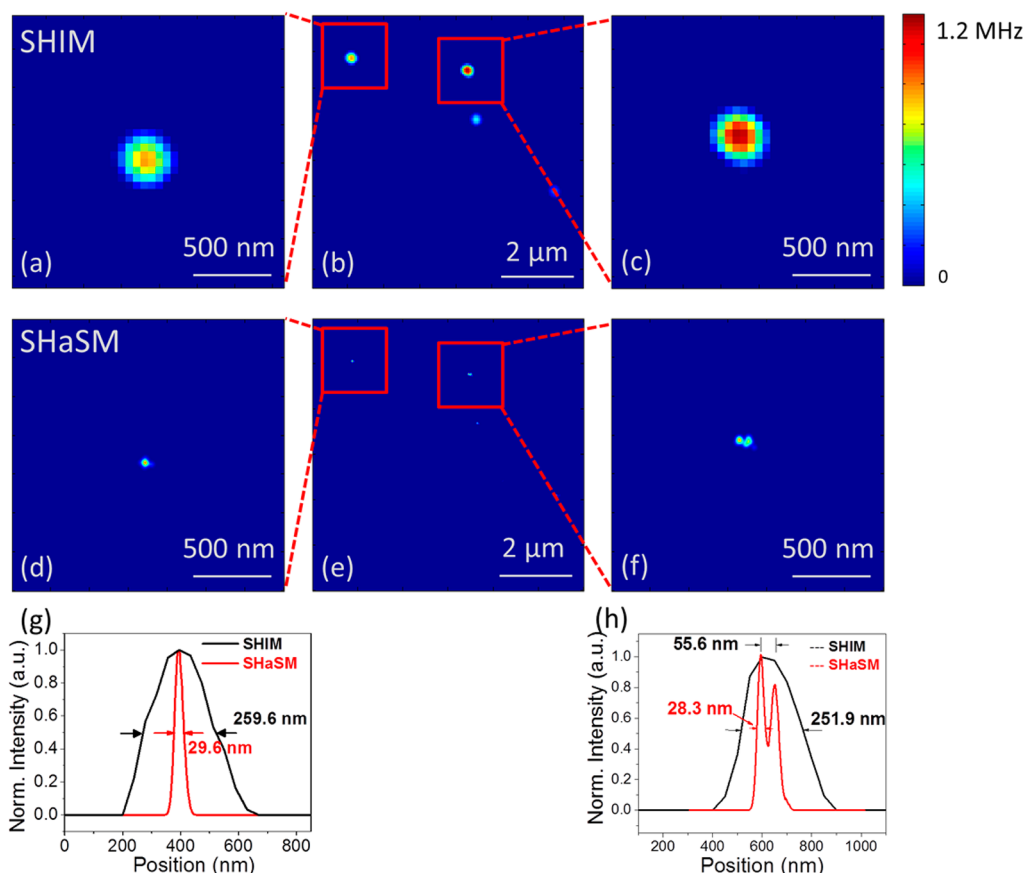 SHIM
1.2 MHz
500 nm
2 μm
500 nm
(a)
(b)
(c)
0
SHaSM
500 nm
2 μm
500 nm
(d)
(e)
(f)
(g)
1.0
0.8
0.6
0.4
0.2
0.0
Norm. Intensity (a.u.)
SHIM
SHaSM
259.6 nm
29.6 nm
0 200 400 600 800
Position (nm)
(h)
55.6 nm
1.0
0.8
0.6
0.4
0.2
0.0
Norm. Intensity (a.u.)
SHIM
SHaSM
28.3 nm
251.9 nm
200 400 600 800 1000
Position (nm)